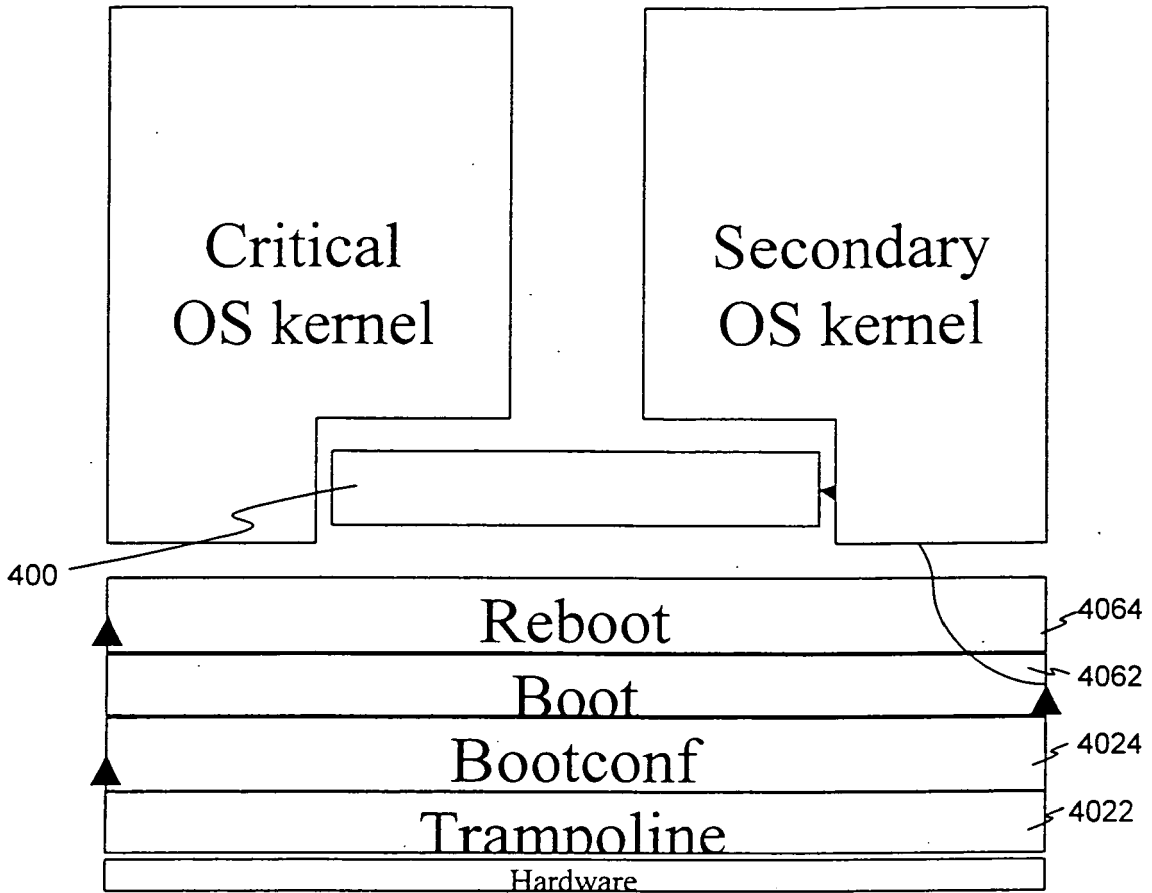 Critical
OS kernel
Secondary
OS kernel
400
Reboot
4064
Boot
4062
Bootconf
4024
Trampoline
4022
Hardware